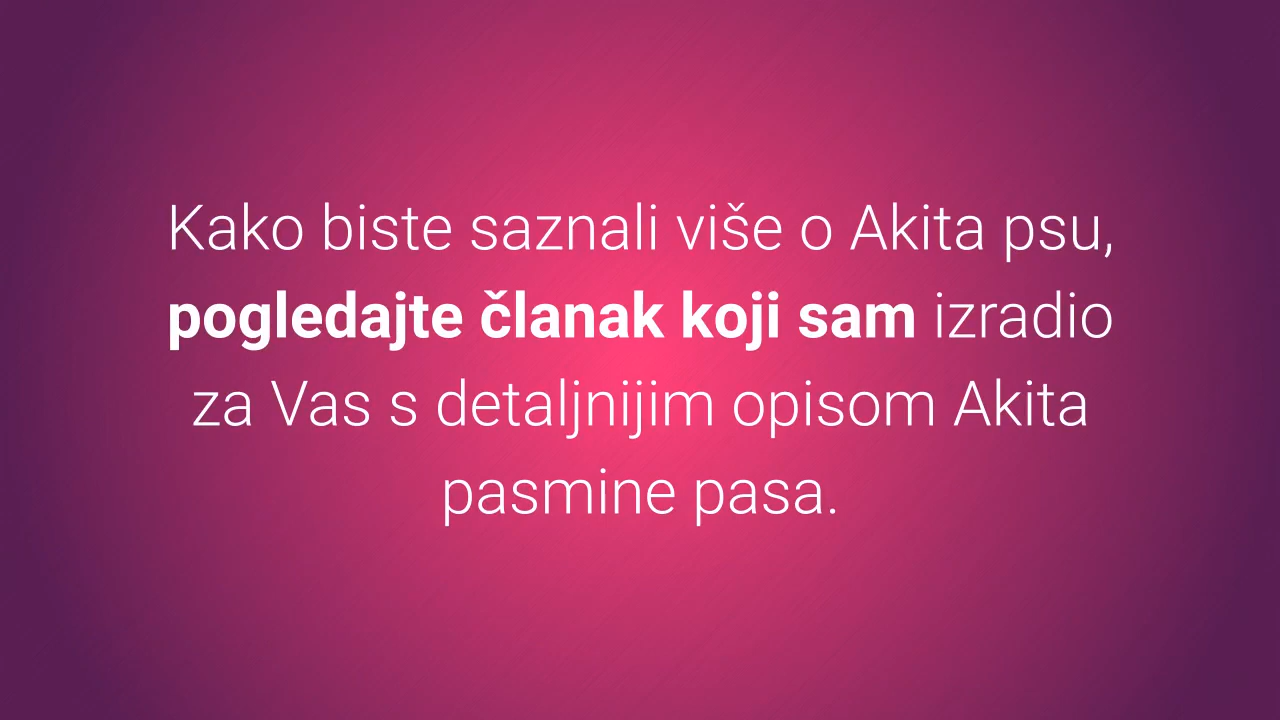 Kako biste saznali više o Akita psu,
pogledajte članak koji sam izradio
za Vas s detaljnijim opisom Akita
pasmine pasa.